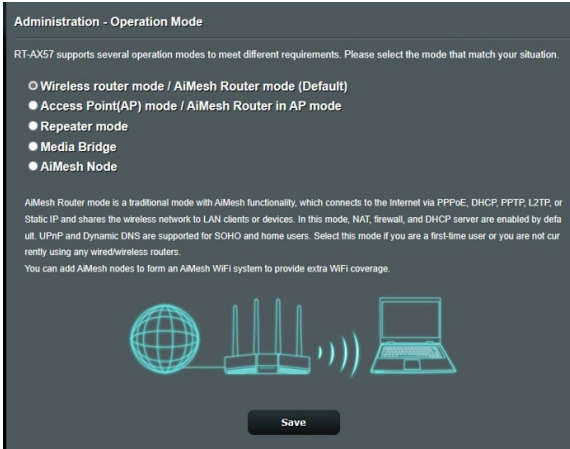 Administration - Operation Mode
RT-AX57 supports several operation modes to meet different requirements. Please select the mode that match your situation.
Wireless router mode / AiMesh Router mode (Default)
Access Point(AP) mode / AiMesh Router in AP mode
Repeater mode
Media Bridge
AiMesh Node
AiMesh Router mode is a traditional mode with AiMesh functionality, which connects to the Internet via PPPoE, DHCP, PPTP, L2TP, or
Static IP and shares the wireless network to LAN clients or devices. In this mode, NAT, firewall, and DHCP server are enabled by defa
ult. UPnP and Dynamic DNS are supported for SOHO and home users. Select this mode if you are a first-time user or you are not cur
rently using any wired/wireless routers.
You can add AiMesh nodes to form an AiMesh WiFi system to provide extra WiFi coverage.
Save